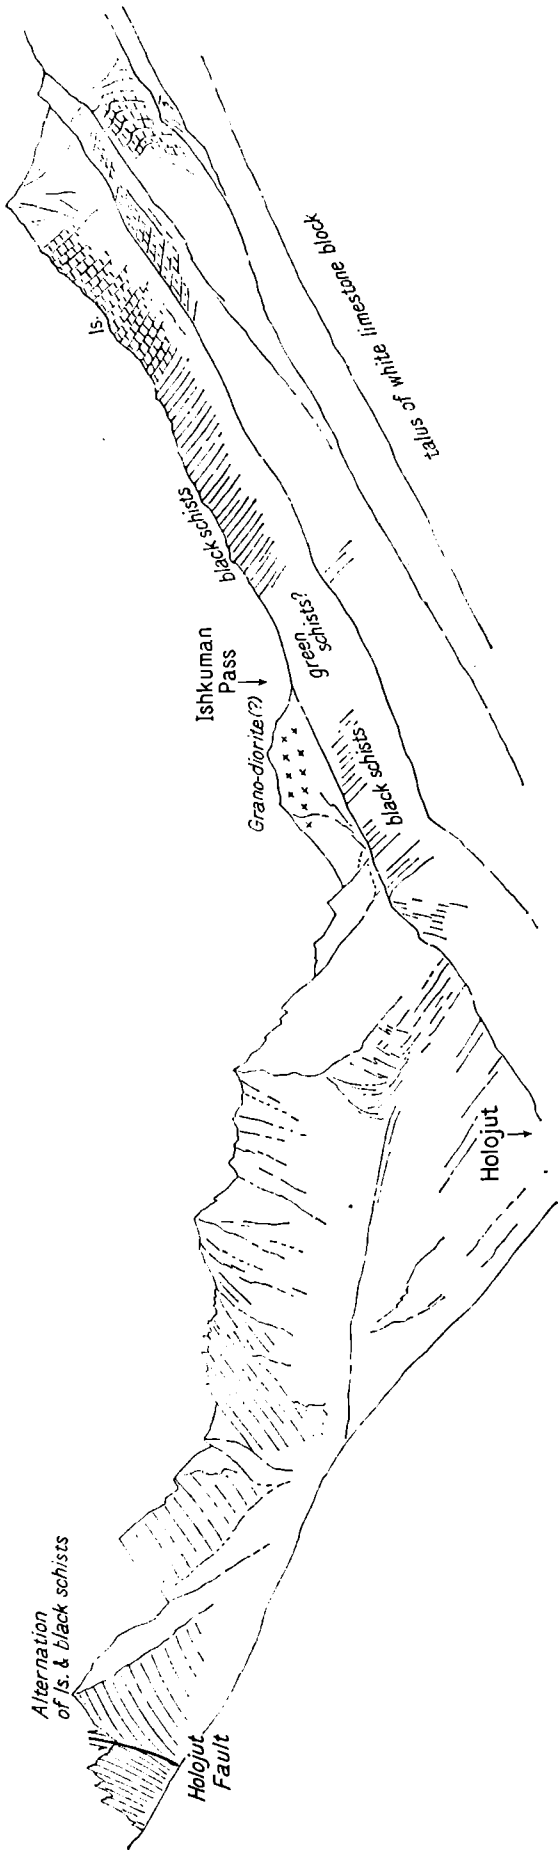 Alternation
of ls. & black schists
Holojut
Fault
Holojut
Grano-diorite(?)
Ishkuman
Pass
black schists
green
schists?
black schists
ls.
talus of white limestone block